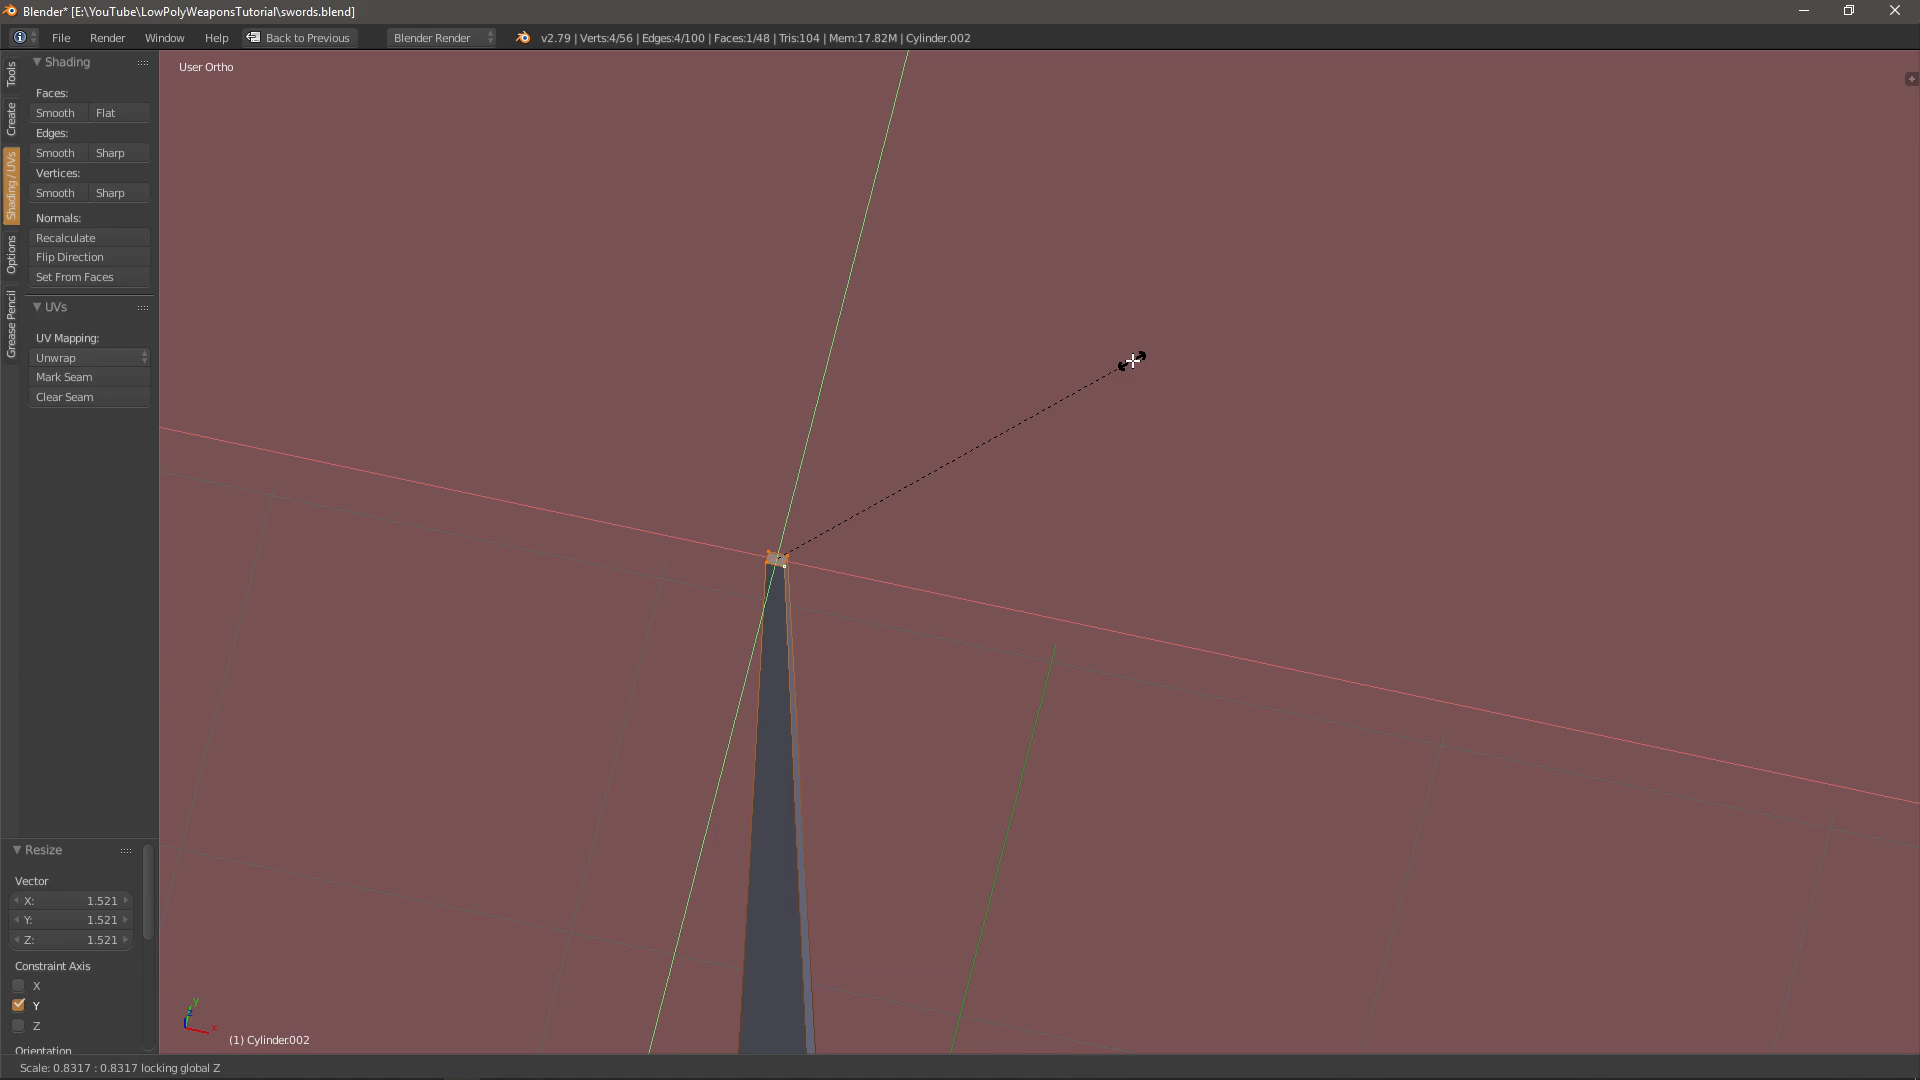 Blender* [E:\YouTube\LowPolyWeaponsTutorial\swords.blend]
File Render Window Help Back to Previous Blender Render v2.79 | Verts:4/56 | Edges:4/100 | Faces:1/48 | Tris:104 | Mem:17.82M | Cylinder.002
Tools
Create
Shading / UVs
Options
Grease Pencil
Shading
Faces:
Smooth Flat
Edges:
Smooth Sharp
Vertices:
Smooth Sharp
Normals:
Recalculate
Flip Direction
Set From Faces
UVs
UV Mapping:
Unwrap
Mark Seam
Clear Seam
User Ortho
Resize
Vector
X: 1.521
Y: 1.521
Z: 1.521
Constraint Axis
X
Y
Z
Orientation
y
z
x
(1) Cylinder.002
Scale: 0.8317 : 0.8317 locking global Z